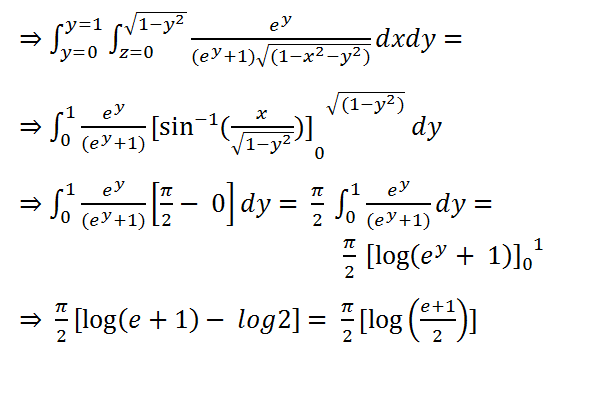 ⇒ ∫_{y=0}^{y=1} ∫_{z=0}^{√(1−y²)} e^y / ((e^y+1)√((1−x²−y²))) dxdy =
⇒ ∫_0^1 e^y / ((e^y+1)) [sin⁻¹(x / √(1−y²))]_0^{√((1−y²))} dy
⇒ ∫_0^1 e^y / ((e^y+1)) [π/2 − 0] dy = π/2 ∫_0^1 e^y / ((e^y+1)) dy =
π/2 [log(e^y + 1)]_0^1
⇒ π/2 [log(e + 1) − log2] = π/2 [log((e+1)/2)]